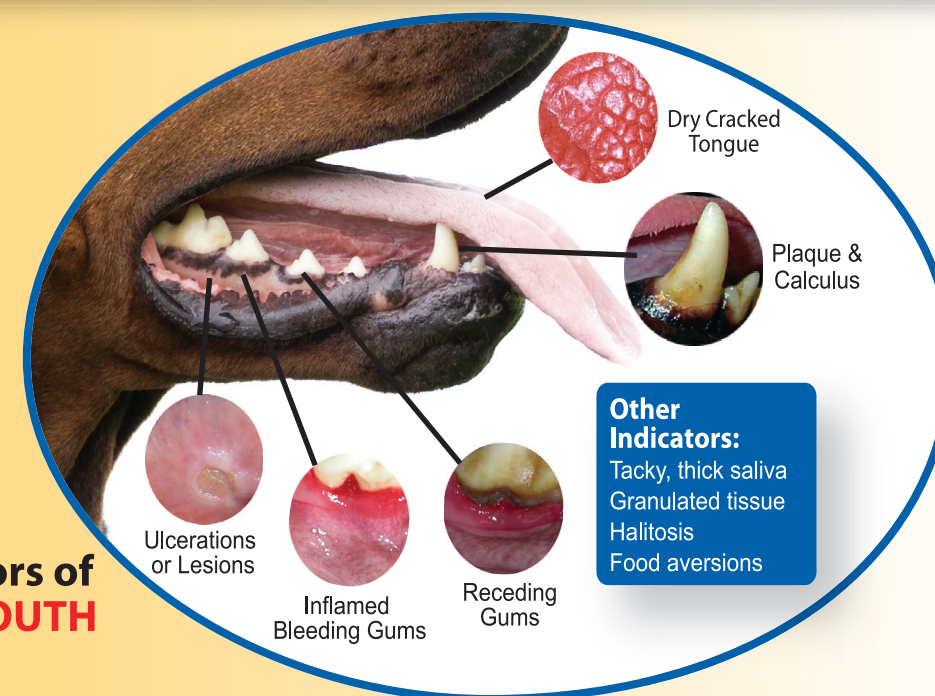 Dry Cracked
Tongue
Plaque &
Calculus
Other
Indicators:
Tacky, thick saliva
Granulated tissue
Halitosis
Food aversions
Ulcerations
or Lesions
Inflamed
Bleeding Gums
Receding
Gums
ors of
OUTH